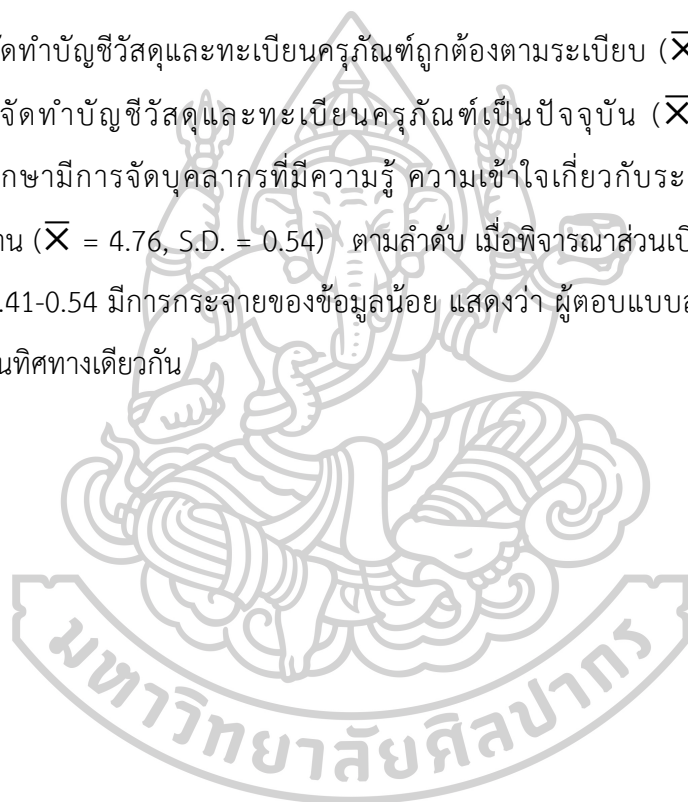 ัดทำบัญชีวัสดุและทะเบียนครุภัณฑ์ถูกต้องตามระเบียบ (X̅
จัดทำบัญชีวัสดุและทะเบียนครุภัณฑ์เป็นปัจจุบัน (X̅
กษามีการจัดบุคลากรที่มีความรู้ ความเข้าใจเกี่ยวกับระ
าน (X̅ = 4.76, S.D. = 0.54) ตามลำดับ เมื่อพิจารณาส่วนเบี
.41-0.54 มีการกระจายของข้อมูลน้อย แสดงว่า ผู้ตอบแบบส
นทิศทางเดียวกัน
มหาวิทยาลัยศิลปากร